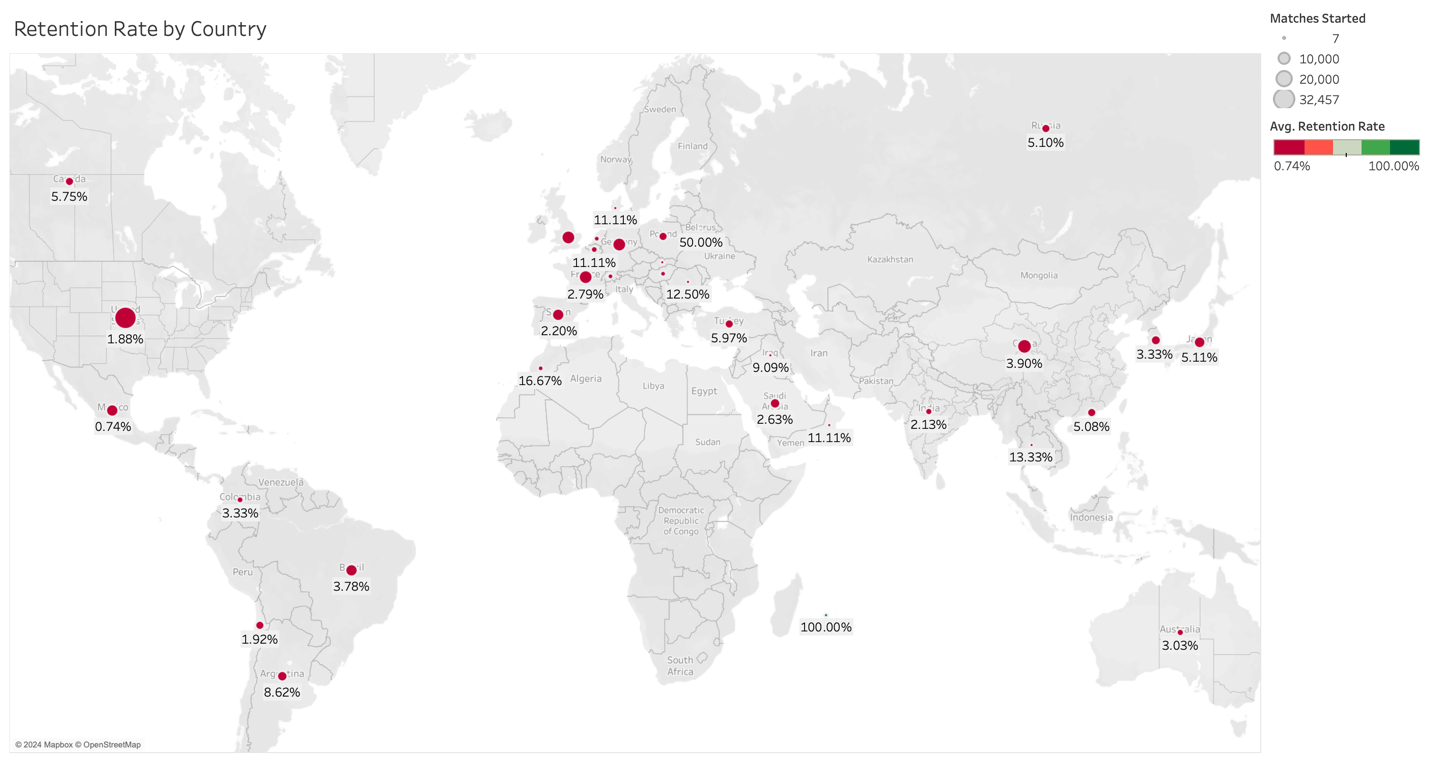 Retention Rate by Country
Matches Started
7
10,000
20,000
32,457
Avg. Retention Rate
0.74% 100.00%
Sweden
Finland
Norway
Russia
5.10%
Canada
5.75%
11.11%
Poland
Belarus
50.00%
Germany
Ukraine
11.11%
France
2.79%
Italy
12.50%
Kazakhstan
Mongolia
United
1.88%
Spain
2.20%
Turkey
5.97%
China
3.90%
3.33%
Japan
5.11%
Iraq
9.09%
Iran
Pakistan
16.67%
Algeria
Libya
Egypt
Mexico
0.74%
Saudi
Arabia
2.63%
11.11%
Yemen
Sudan
India
2.13%
5.08%
13.33%
Venezuela
Colombia
3.33%
Democratic
Republic
of Congo
Indonesia
Peru
Brazil
3.78%
1.92%
100.00%
Australia
3.03%
South
Africa
Argentina
8.62%
© 2024 Mapbox © OpenStreetMap